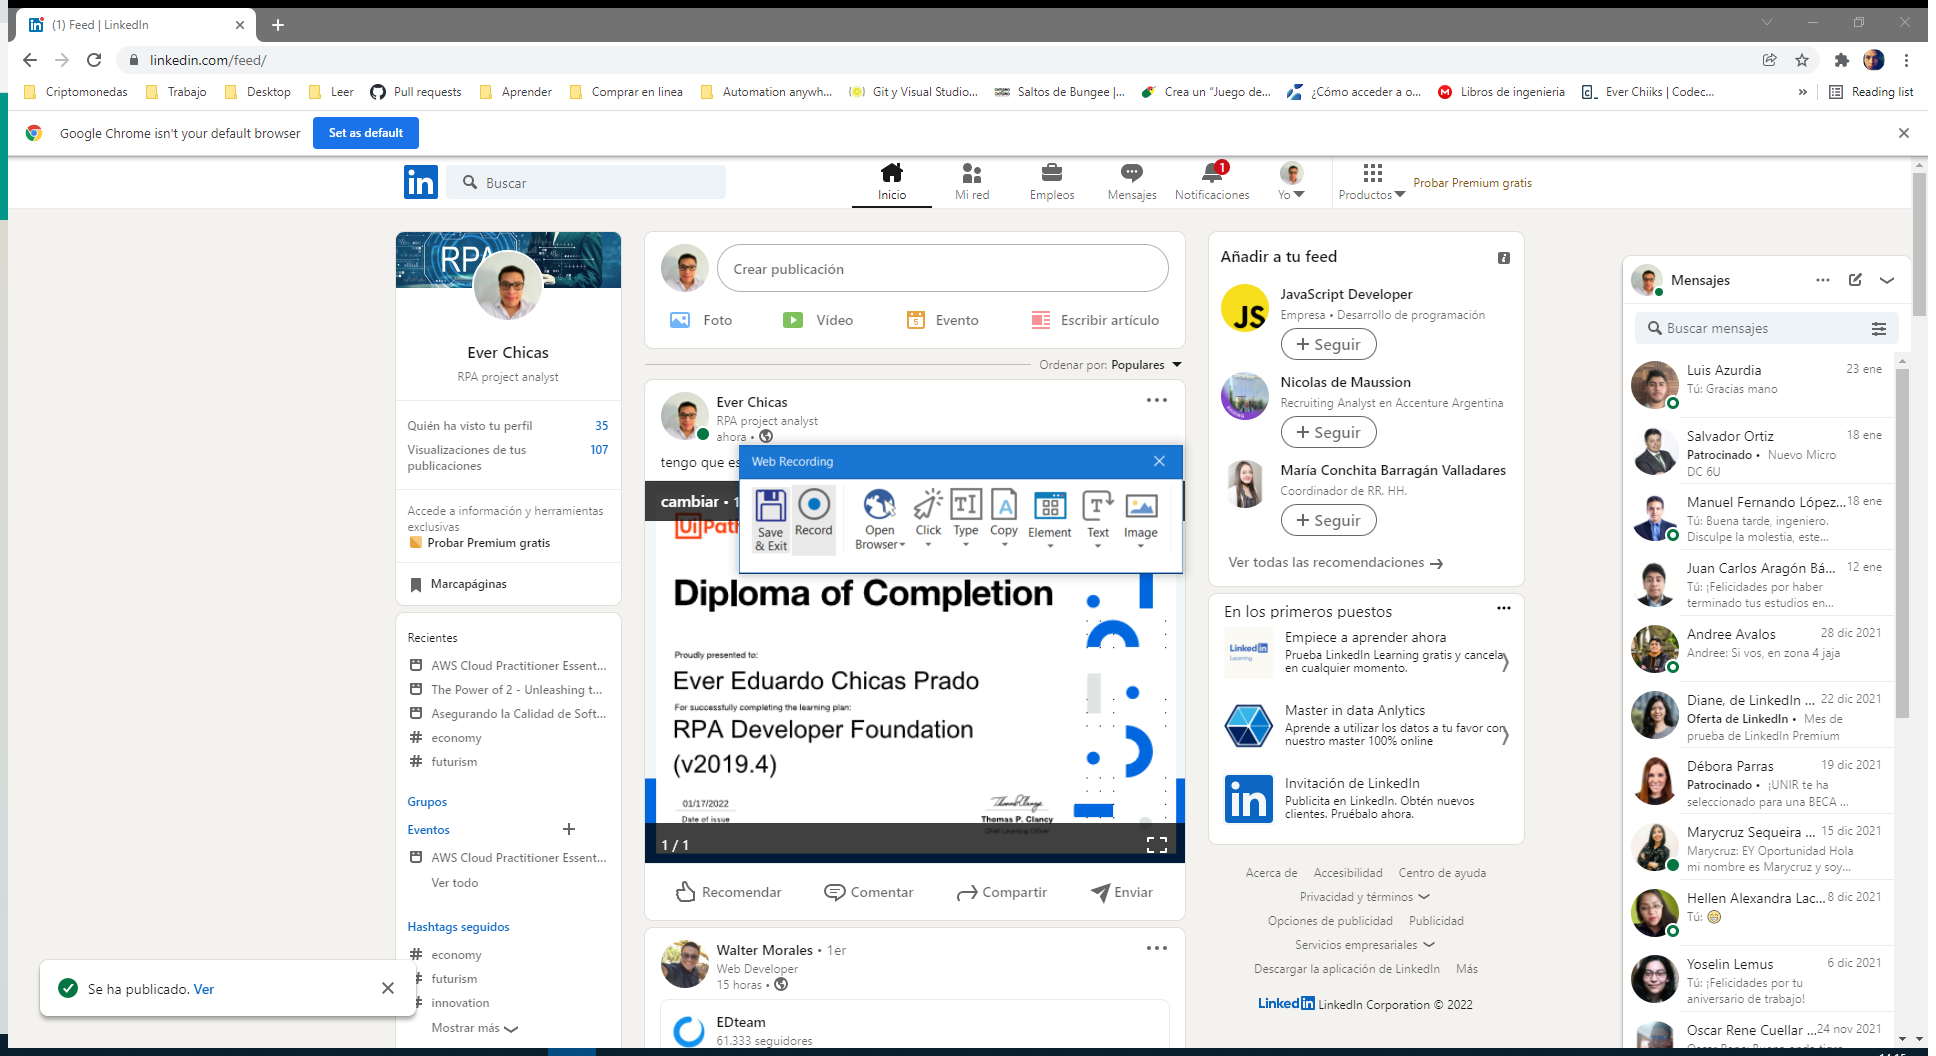 (1) Feed | LinkedIn
linkedin.com/feed/
Criptomonedas
Trabajo
Desktop
Leer
Pull requests
Aprender
Comprar en linea
Automation anywh...
Git y Visual Studio...
Saltos de Bungee |...
Crea un "Juego de...
¿Cómo acceder a o...
Libros de ingenieria
Ever Chiiks | Codec...
»
Reading list
Google Chrome isn't your default browser
Set as default
in
Buscar
Inicio
Mi red
Empleos
Mensajes
1
Notificaciones
Yo
Productos
Probar Premium gratis
RPA
Ever Chicas
RPA project analyst
Quién ha visto tu perfil 35
Visualizaciones de tus 107
publicaciones
Accede a información y herramientas
exclusivas
Probar Premium gratis
Marcapáginas
Recientes
AWS Cloud Practitioner Essent...
The Power of 2 - Unleashing t...
Asegurando la Calidad de Soft...
# economy
# futurism
Grupos
Eventos
AWS Cloud Practitioner Essent...
Ver todo
Hashtags seguidos
# economy
# futurism
# innovation
Mostrar más
Se ha publicado. Ver
Crear publicación
Foto
Vídeo
5
Evento
Escribir artículo
Ordenar por: Populares
Ever Chicas
RPA project analyst
ahora •
tengo que es
cambiar • 1
Web Recording
Save
& Exit
Record
Open
Browser
Click
Type
Copy
Element
Text
Image
UiPath
Diploma of Completion
Proudly presented to:
Ever Eduardo Chicas Prado
For successfully completing the learning plan:
RPA Developer Foundation
(v2019.4)
01/17/2022
Date of issue
Thomas P. Clancy
Chief Learning Officer
1 / 1
Recomendar
Comentar
Compartir
Enviar
Walter Morales • 1er
Web Developer
15 horas •
EDteam
61.333 seguidores
Añadir a tu feed
JS
JavaScript Developer
Empresa • Desarrollo de programación
+ Seguir
Nicolas de Maussion
Recruiting Analyst en Accenture Argentina
+ Seguir
María Conchita Barragán Valladares
Coordinador de RR. HH.
+ Seguir
Ver todas las recomendaciones
En los primeros puestos
Linked in
Learning
Empiece a aprender ahora
Prueba LinkedIn Learning gratis y cancela
en cualquier momento.
Master in data Anlytics
Aprende a utilizar los datos a tu favor con
nuestro master 100% online
in
Invitación de LinkedIn
Publicita en LinkedIn. Obtén nuevos
clientes. Pruébalo ahora.
Acerca de
Accesibilidad
Centro de ayuda
Privacidad y términos
Opciones de publicidad
Publicidad
Servicios empresariales
Descargar la aplicación de LinkedIn
Más
Linked in LinkedIn Corporation © 2022
Mensajes
Buscar mensajes
Luis Azurdia 23 ene
Tú: Gracias mano
Salvador Ortiz 18 ene
Patrocinado • Nuevo Micro
DC 6U
Manuel Fernando López... 18 ene
Tú: Buena tarde, ingeniero.
Disculpe la molestia, este...
Juan Carlos Aragón Bá... 12 ene
Tú: ¡Felicidades por haber
terminado tus estudios en...
Andree Avalos 28 dic 2021
Andree: Si vos, en zona 4 jaja
Diane, de LinkedIn ... 22 dic 2021
Oferta de LinkedIn • Mes de
prueba de LinkedIn Premium
Débora Parras 19 dic 2021
Patrocinado • ¡UNIR te ha
seleccionado para una BECA ...
Marycruz Sequeira ... 15 dic 2021
Marycruz: EY Oportunidad Hola
mi nombre es Marycruz y soy...
Hellen Alexandra Lac... 8 dic 2021
Tú: 😁
Yoselin Lemus 6 dic 2021
Tú: ¡Felicidades por tu
aniversario de trabajo!
Oscar Rene Cuellar ... 24 nov 2021